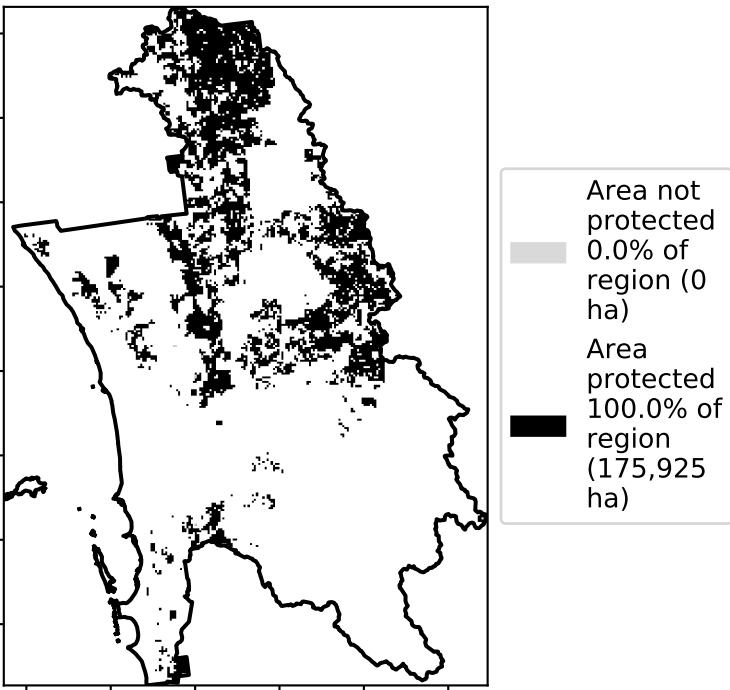 Area not
protected
0.0% of
region (0
ha)
Area
protected
100.0% of
region
(175,925
ha)